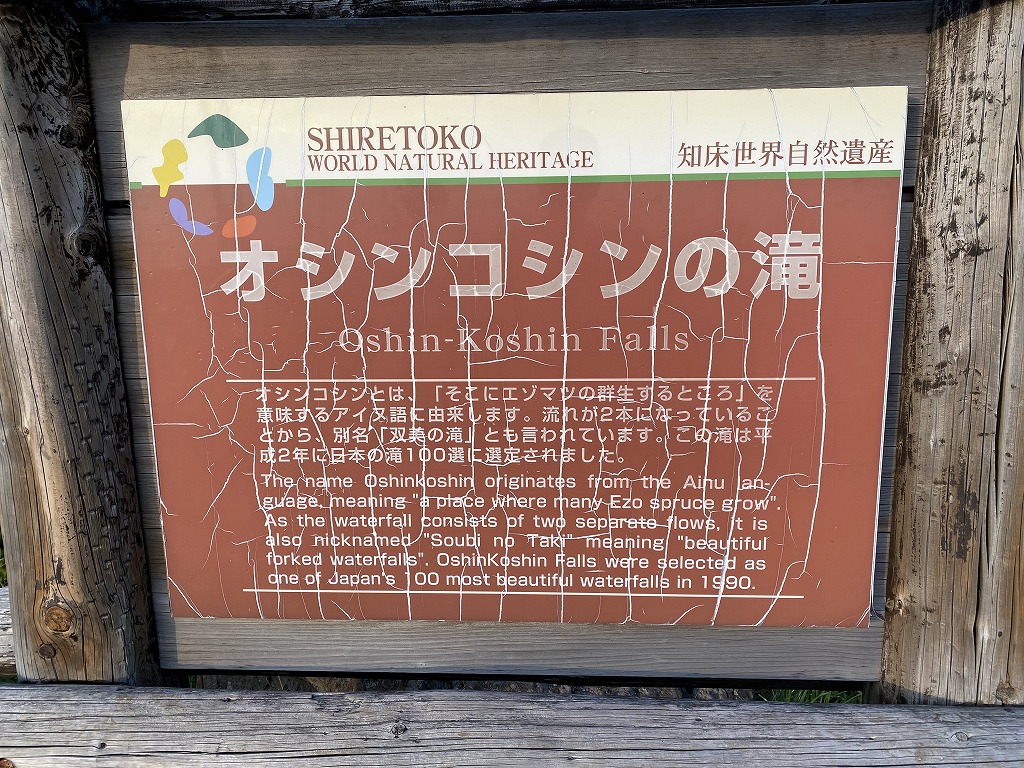 SHIRETOKO
WORLD NATURAL HERITAGE
知床世界自然遺産
オシンコシンの滝
Oshin-Koshin Falls
オシンコシンとは、「そこにエゾマツの群生するところ」を
意味するアイヌ語に由来します。流れが2本になっているこ
とから、別名「双美の滝」とも言われています。この滝は平
成2年に日本の滝100選に選定されました。
The name Oshinkoshin originates from the Ainu lan-
guage, meaning "a place where many Ezo spruce grow".
As the waterfall consists of two separate flows, it is
also nicknamed "Soubi no Taki" meaning "beautiful
forked waterfalls". OshinKoshin Falls were selected as
one of Japan's 100 most beautiful waterfalls in 1990.